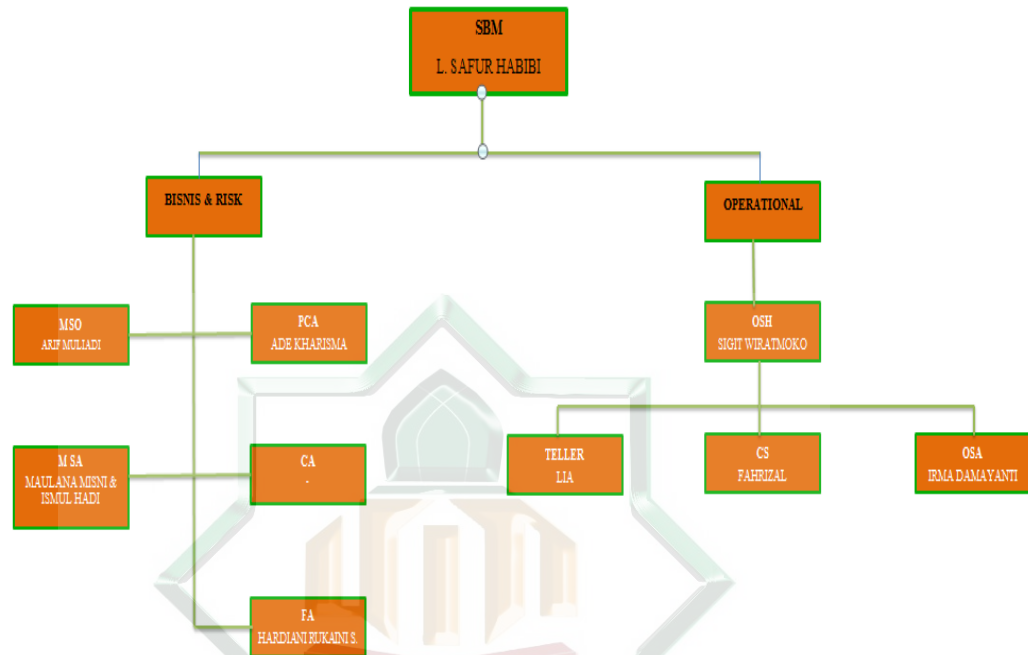 SBM
L. SAFUR HABIBI
BISNIS & RISK
OPERATIONAL
MSO
ARIF MULIADI
PCA
ADE KHARISMA
OSH
SIGIT WIRATMOKO
M SA
MAULANA MISNI &
ISMUL HADI
CA
-
TELLER
LIA
CS
FAHRIZAL
OSA
IRMA DAMAYANTI
FA
HARDIANI RUKAINI S.